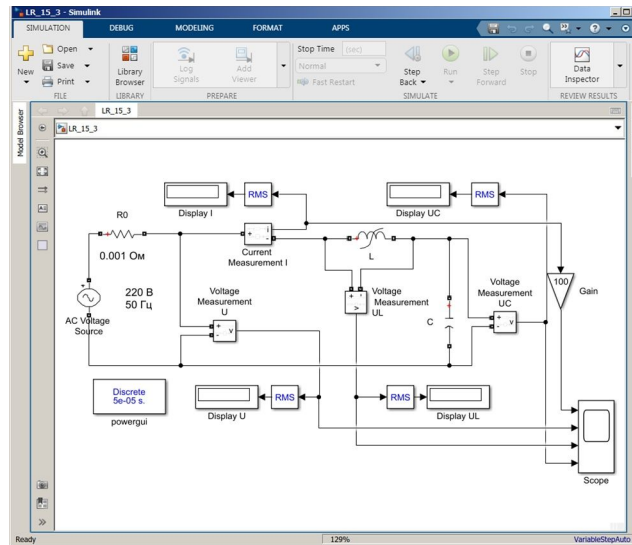 LR_15_3 - Simulink
SIMULATION DEBUG MODELING FORMAT APPS
New
Open
Save
Print
FILE
Library Browser
LIBRARY
Log Signals
Add Viewer
PREPARE
Stop Time (sec)
Normal
Fast Restart
Step Back
Run
Step Forward
Stop
SIMULATE
Data Inspector
REVIEW RESULTS
Model Browser
LR_15_3
LR_15_3
RMS
RMS
Display I
Display UC
R0
+
i
-
100
Gain
0.001 Ом
Current
Measurement I
L
Voltage
Measurement
UL
Voltage
Measurement
UC
220 В
50 Гц
Voltage
Measurement
U
AC Voltage
Source
+
-
v
C
+
-
v
Discrete
5e-05 s.
powergui
RMS
RMS
Display U
Display UL
Scope
Ready
129%
VariableStepAuto